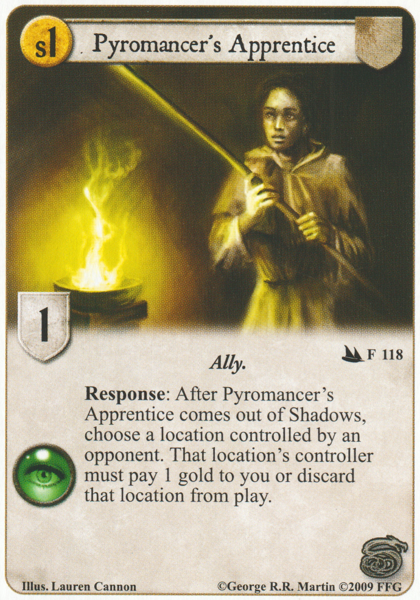 s1
Pyromancer's Apprentice
1
F 118
Ally.
Response: After Pyromancer's
Apprentice comes out of Shadows,
choose a location controlled by an
opponent. That location's controller
must pay 1 gold to you or discard
that location from play.
Illus. Lauren Cannon
©George R.R. Martin ©2009 FFG